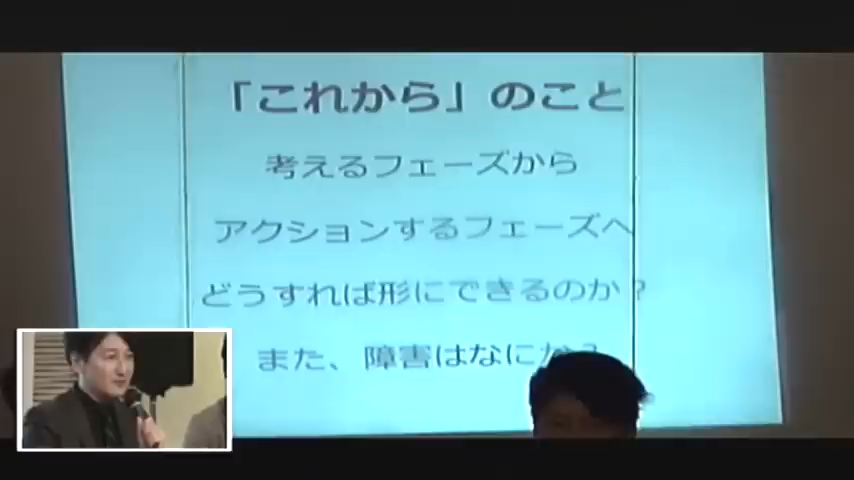 「これから」のこと
考えるフェーズから
アクションするフェーズへ
どうすれば形にできるのか？
また、障害はなにか？